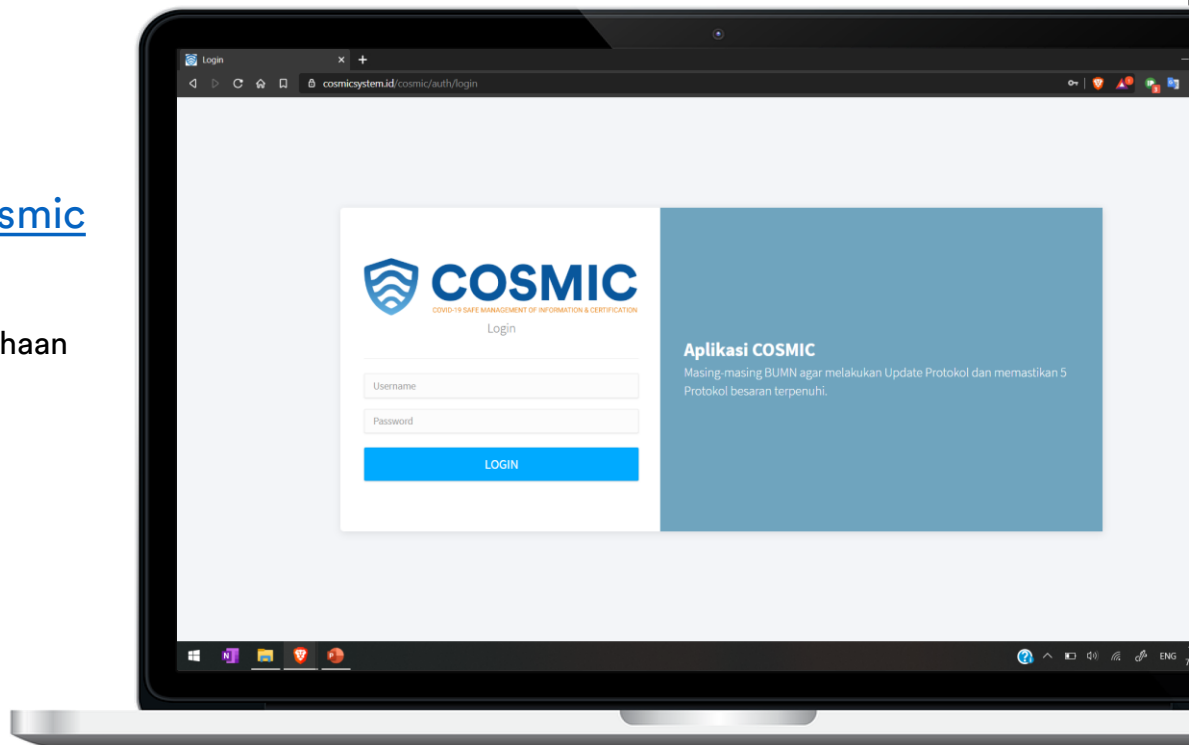 Login
cosmicsystem.id/cosmic/auth/login
smic
haan
COSMIC
COVID-19 SAFE MANAGEMENT OF INFORMATION & CERTIFICATION
Login
Username
Password
LOGIN
Aplikasi COSMIC
Masing-masing BUMN agar melakukan Update Protokol dan memastikan 5
Protokol besaran terpenuhi.
ENG